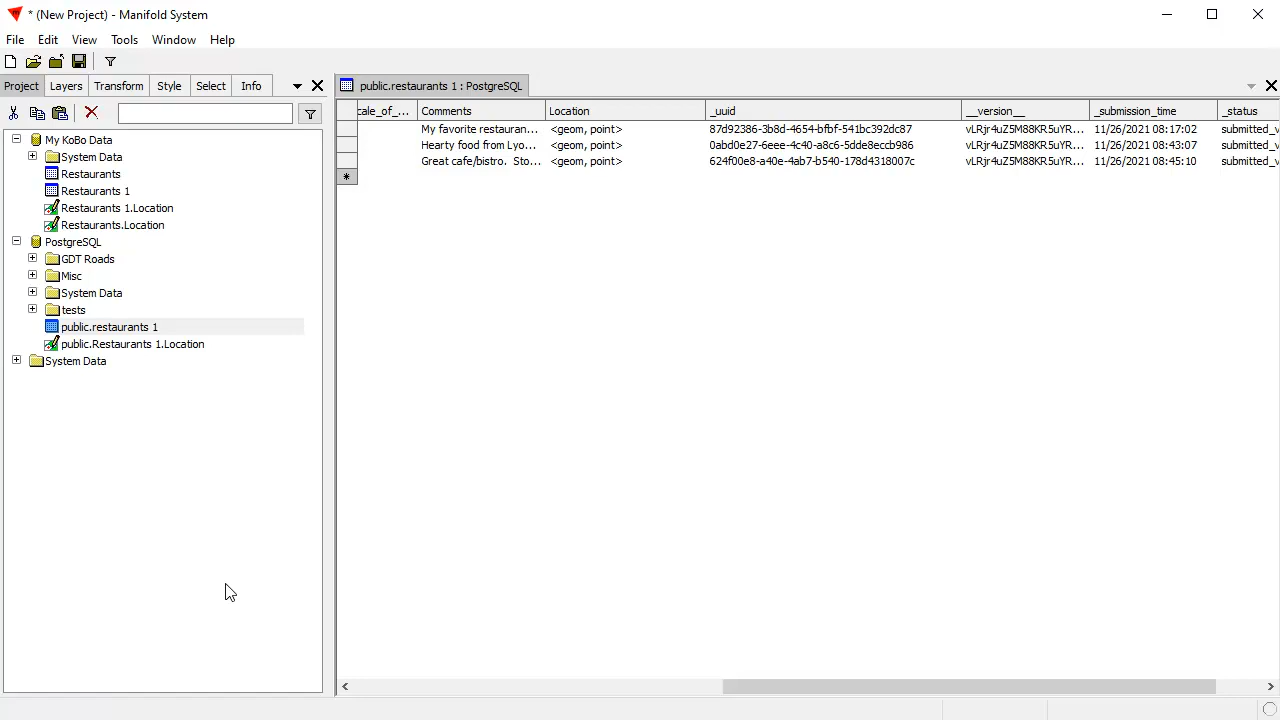 * (New Project) - Manifold System
File Edit View Tools Window Help
Project Layers Transform Style Select Info
public.restaurants 1 : PostgreSQL
cale_of_... Comments Location _uuid __version__ _submission_time _status
My favorite restauran... <geom, point> 87d92386-3b8d-4654-bfbf-541bc392dc87 vLRjr4uZ5M88KR5uYR... 11/26/2021 08:17:02 submitted_v
Hearty food from Lyo... <geom, point> 0abd0e27-6eee-4c40-a8c6-5dde8eccb986 vLRjr4uZ5M88KR5uYR... 11/26/2021 08:43:07 submitted_v
Great cafe/bistro. Sto... <geom, point> 624f00e8-a40e-4ab7-b540-178d4318007c vLRjr4uZ5M88KR5uYR... 11/26/2021 08:45:10 submitted_v
My KoBo Data
System Data
Restaurants
Restaurants 1
Restaurants 1.Location
Restaurants.Location
PostgreSQL
GDT Roads
Misc
System Data
tests
public.restaurants 1
public.Restaurants 1.Location
System Data